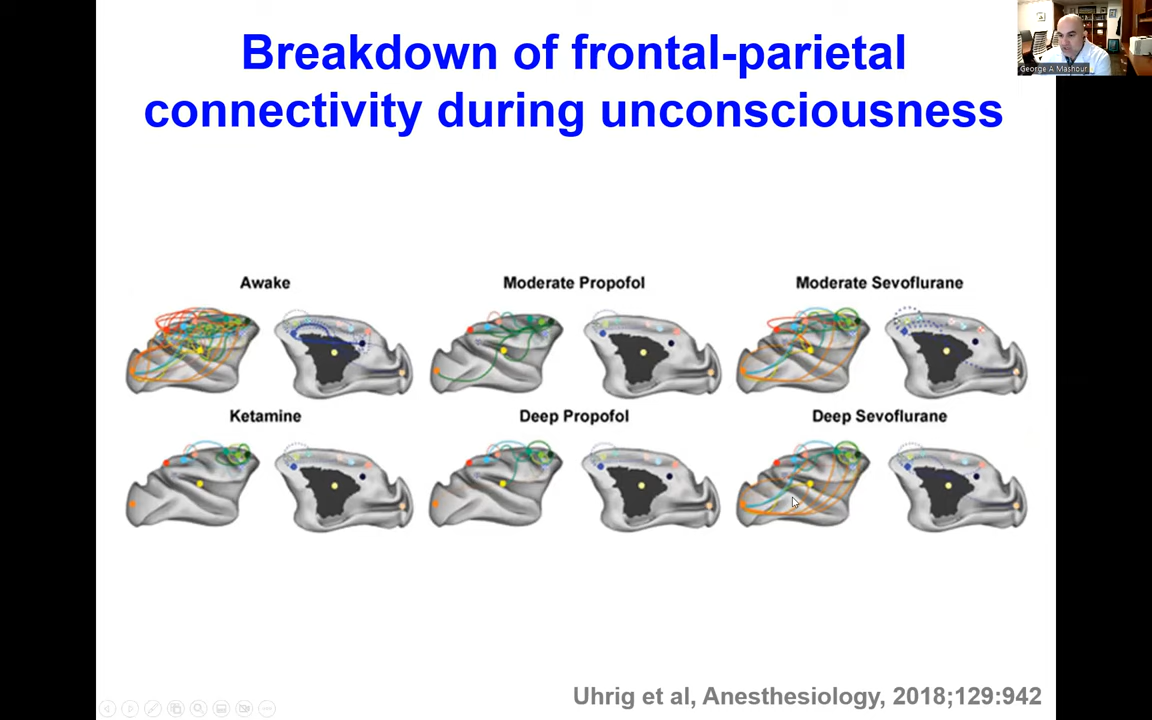 Breakdown of frontal-parietal
connectivity during unconsciousness
George A Mashour
Awake
Moderate Propofol
Moderate Sevoflurane
Ketamine
Deep Propofol
Deep Sevoflurane
Uhrig et al, Anesthesiology, 2018;129:942